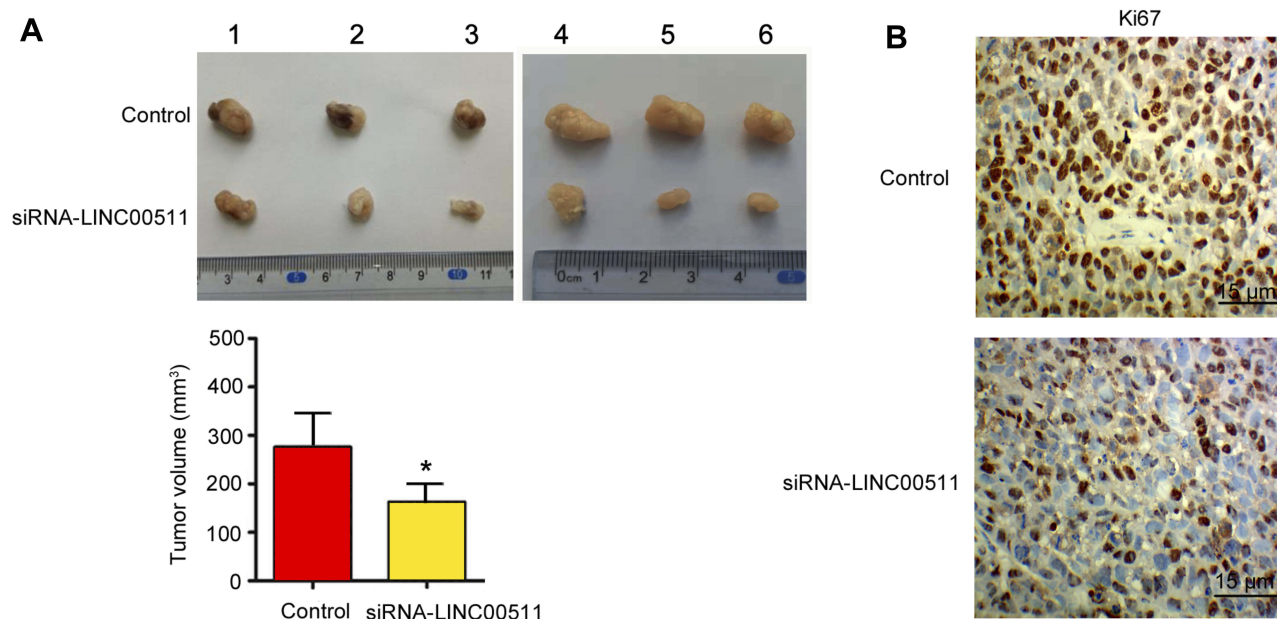 A
1 2 3 4 5 6
Control
siRNA-LINC00511
3 4 5 6 7 8 9 10 11
0cm 1 2 3 4 5
500
400
300
200
100
0
Tumor volume (mm³)
*
Control siRNA-LINC00511
B
Ki67
Control
15 µm
siRNA-LINC00511
15 µm